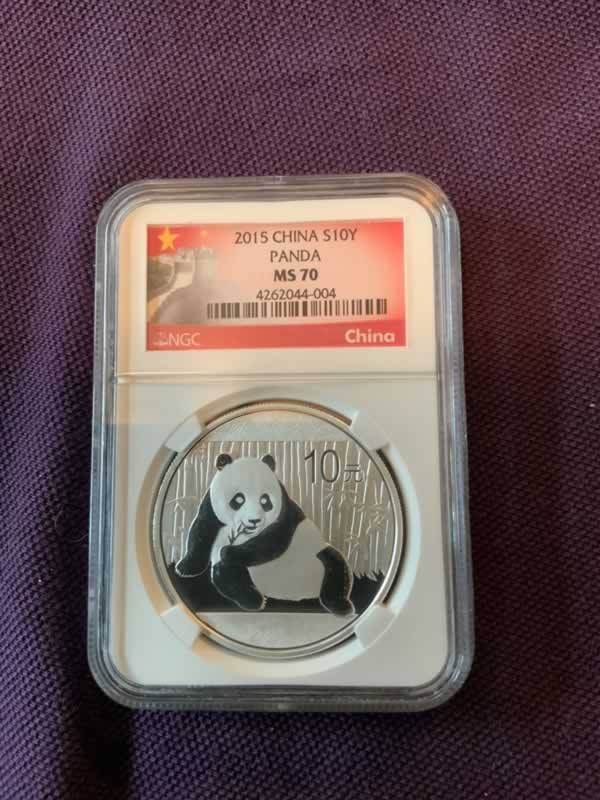 2015 CHINA S10Y
PANDA
MS 70
4262044-004
NGC
China
10元